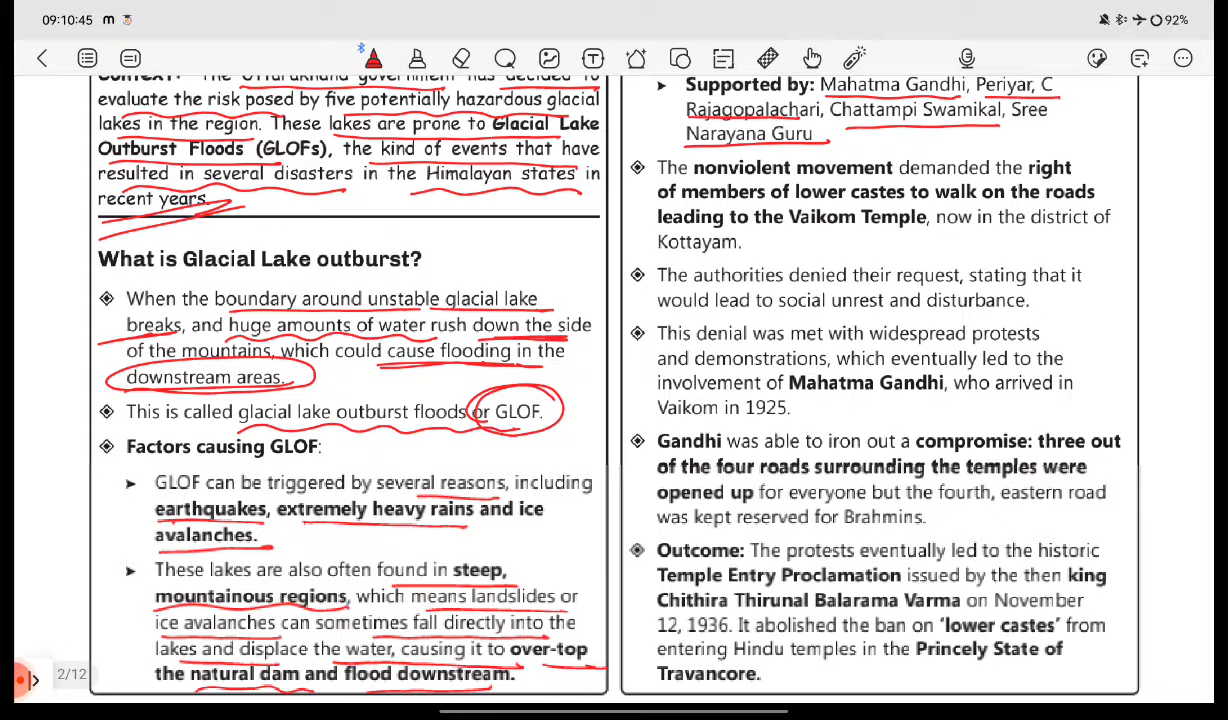 09:10:45 m
92%
CONTEXT: The Uttarakhand government has decided to
evaluate the risk posed by five potentially hazardous glacial
lakes in the region. These lakes are prone to Glacial Lake
Outburst Floods (GLOFs), the kind of events that have
resulted in several disasters in the Himalayan states in
recent years.
What is Glacial Lake outburst?
When the boundary around unstable glacial lake
breaks, and huge amounts of water rush down the side
of the mountains, which could cause flooding in the
downstream areas.
This is called glacial lake outburst floods or GLOF.
Factors causing GLOF:
GLOF can be triggered by several reasons, including
earthquakes, extremely heavy rains and ice
avalanches.
These lakes are also often found in steep,
mountainous regions, which means landslides or
ice avalanches can sometimes fall directly into the
lakes and displace the water, causing it to over-top
the natural dam and flood downstream.
2/12
Supported by: Mahatma Gandhi, Periyar, C
Rajagopalachari, Chattampi Swamikal, Sree
Narayana Guru
The nonviolent movement demanded the right
of members of lower castes to walk on the roads
leading to the Vaikom Temple, now in the district of
Kottayam.
The authorities denied their request, stating that it
would lead to social unrest and disturbance.
This denial was met with widespread protests
and demonstrations, which eventually led to the
involvement of Mahatma Gandhi, who arrived in
Vaikom in 1925.
Gandhi was able to iron out a compromise: three out
of the four roads surrounding the temples were
opened up for everyone but the fourth, eastern road
was kept reserved for Brahmins.
Outcome: The protests eventually led to the historic
Temple Entry Proclamation issued by the then king
Chithira Thirunal Balarama Varma on November
12, 1936. It abolished the ban on ‘lower castes’ from
entering Hindu temples in the Princely State of
Travancore.